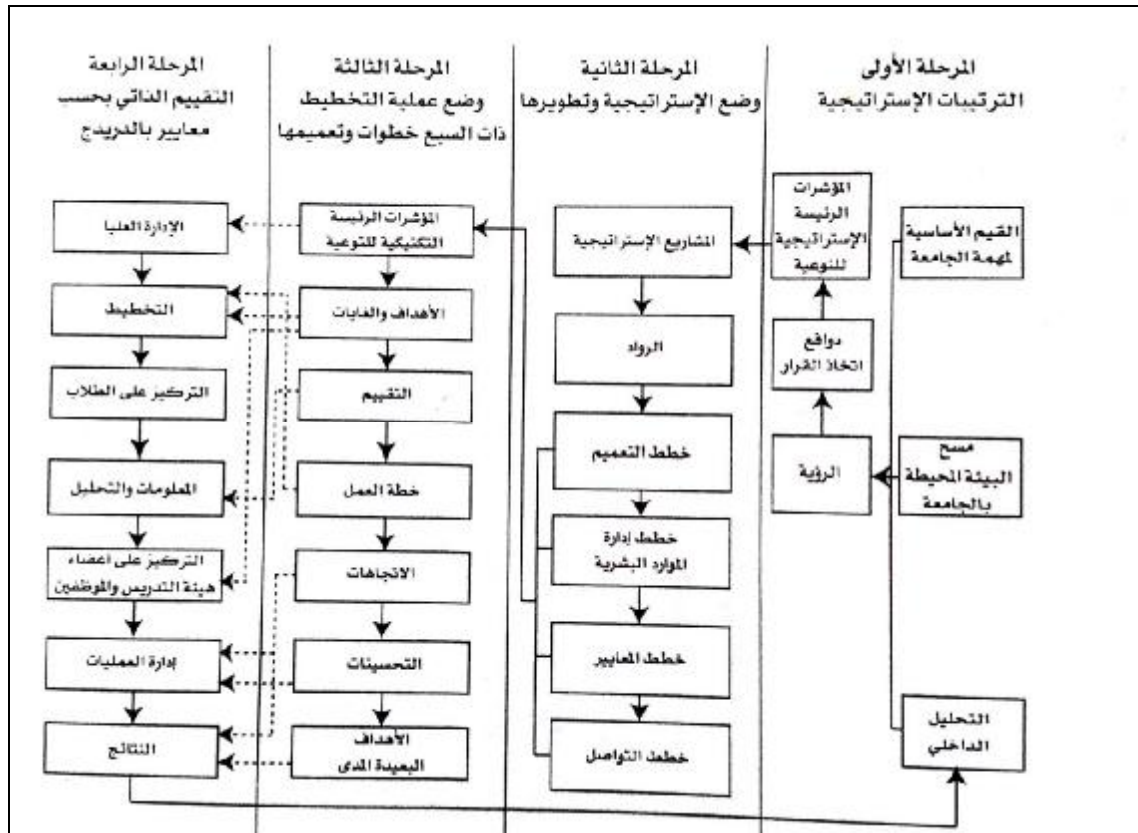 المرحلة الأولى
الترتيبات الإستراتيجية
المؤشرات
الرئيسة
الإستراتيجية
للنوعية
القيم الأساسية
لمهمة الجامعة
دوافع
اتخاذ القرار
الرؤية
مسح
البيئة المحيطة
بالجامعة
التحليل
الداخلي
المرحلة الثانية
وضع الإستراتيجية وتطويرها
المشاريع الإستراتيجية
الرواد
خطط التعميم
خطط إدارة
الموارد البشرية
خطط المعايير
خطط التواصل
المرحلة الثالثة
وضع عملية التخطيط
ذات السبع خطوات وتعميمها
المؤشرات الرئيسة
التكتيكية للنوعية
الأهداف والغايات
التقييم
خطة العمل
الاتجاهات
التحسينات
الأهداف
البعيدة المدى
المرحلة الرابعة
التقييم الذاتي بحسب
معايير بالدريدج
الإدارة العليا
التخطيط
التركيز على الطلاب
المعلومات والتحليل
التركيز على اعضاء
هيئة التدريس والموظفين
إدارة العمليات
النتائج